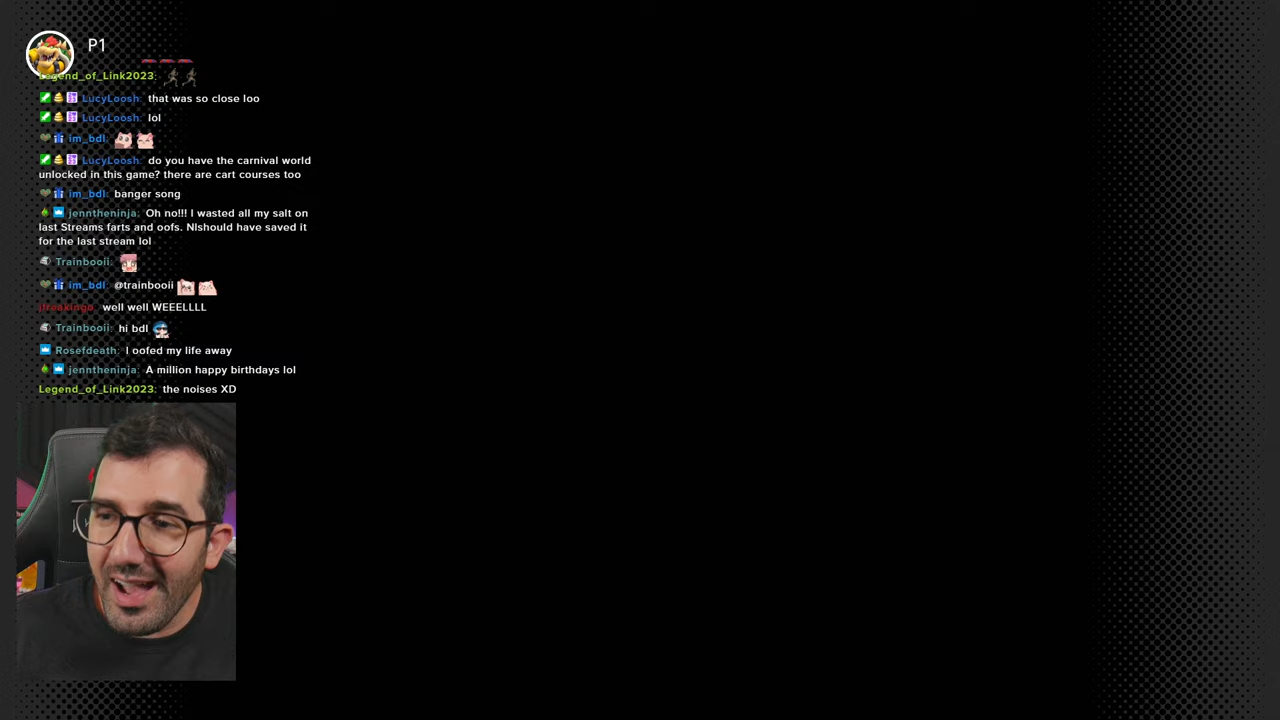 P1
Legend_of_Link2023:
LucyLoosh: that was so close loo
LucyLoosh: lol
im_bdl:
LucyLoosh: do you have the carnival world
unlocked in this game? there are cart courses too
im_bdl: banger song
jenntheninja: Oh no!!! I wasted all my salt on
last Streams farts and oofs. NIshould have saved it
for the last stream lol
Trainbooii:
im_bdl: @trainbooii
jfreakingo: well well WEEELLLL
Trainbooii: hi bdl
Rosefdeath: I oofed my life away
jenntheninja: A million happy birthdays lol
Legend_of_Link2023: the noises XD